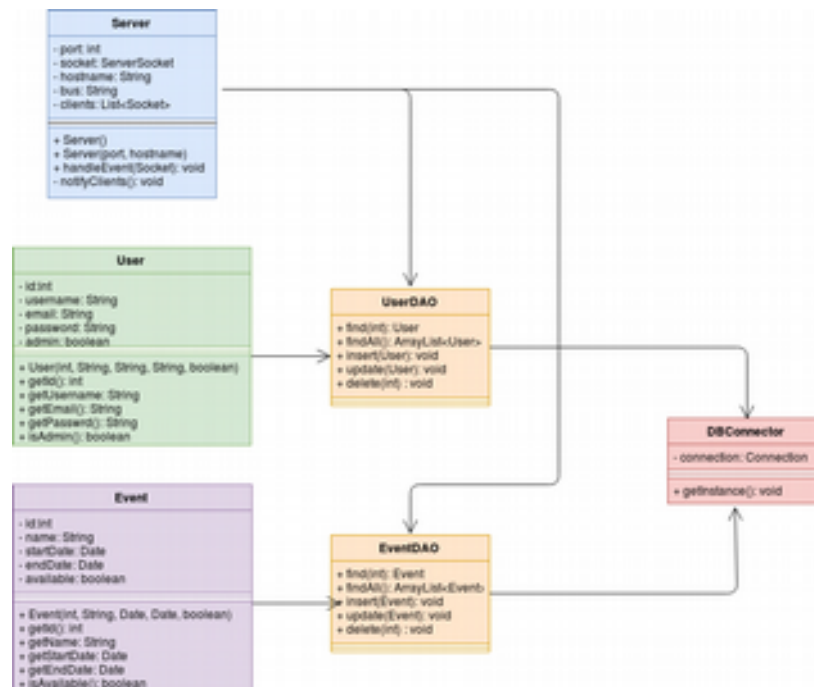 Server
- port: int
- socket: ServerSocket
- hostname: String
- bus: String
- clients: List<Socket>
+ Server()
+ Server(port, hostname)
+ handleEvent(Socket): void
- notifyClients(): void
User
- id:int
- username: String
- email: String
- password: String
- admin: boolean
+ User(int, String, String, String, boolean)
+ getId(): int
+ getUsername: String
+ getEmail(): String
+ getPasswrd(): String
+ isAdmin(): boolean
UserDAO
+ find(int): User
+ findAll(): ArrayList<User>
+ insert(User): void
+ update(User): void
+ delete(int) : void
DBConnector
- connection: Connection
+ getInstance(): void
Event
- id:int
- name: String
- startDate: Date
- endDate: Date
- available: boolean
+ Event(int, String, Date, Date, boolean)
+ getId(): int
+ getName: String
+ getStartDate: Date
+ getEndDate: Date
+ isAvailable(): boolean
EventDAO
+ find(int): Event
+ findAll(): ArrayList<Event>
+ insert(Event): void
+ update(Event): void
+ delete(int) : void